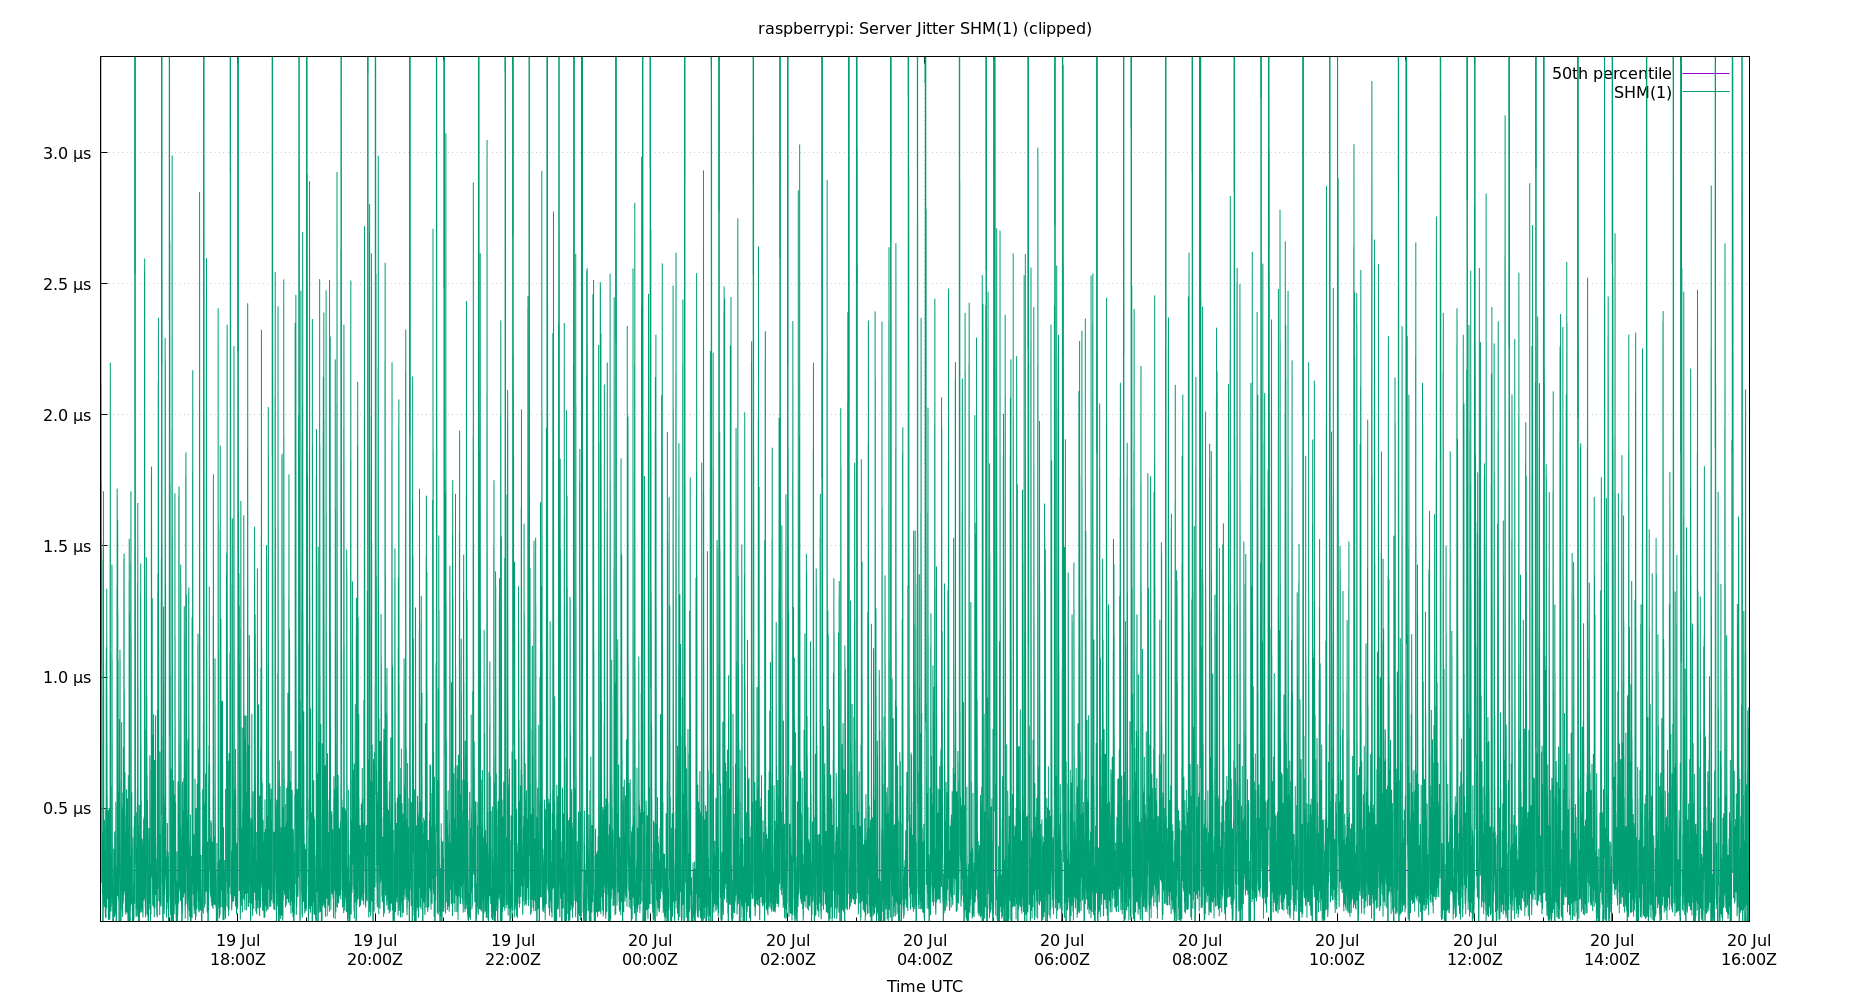 raspberrypi: Server Jitter SHM(1) (clipped)
50th percentile
SHM(1)
3.0 µs
2.5 µs
2.0 µs
1.5 µs
1.0 µs
0.5 µs
19 Jul 19 Jul 19 Jul 20 Jul 20 Jul 20 Jul 20 Jul 20 Jul 20 Jul 20 Jul 20 Jul 20 Jul
18:00Z 20:00Z 22:00Z 00:00Z 02:00Z 04:00Z 06:00Z 08:00Z 10:00Z 12:00Z 14:00Z 16:00Z
Time UTC